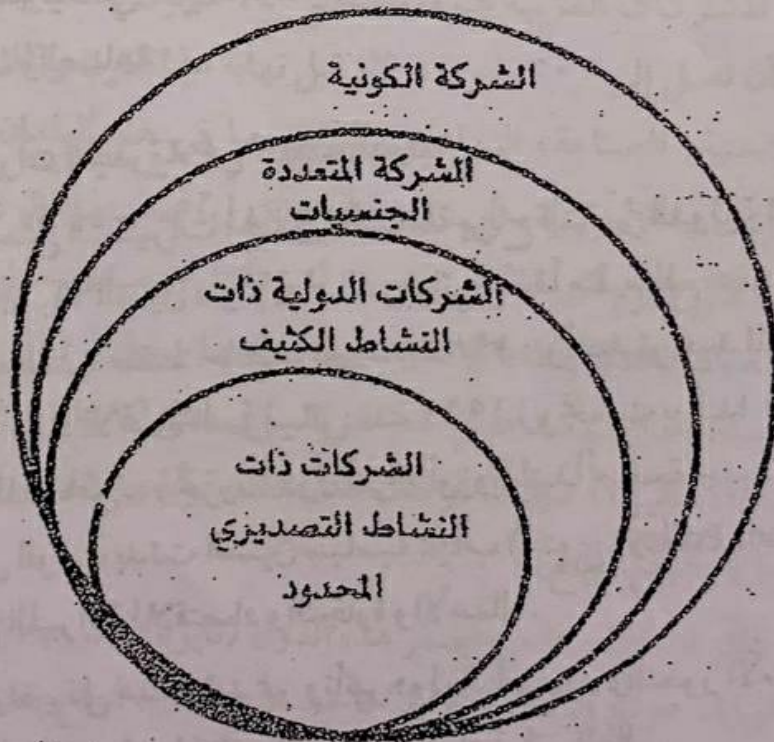 الشركة الكونية
الشركة المتعددة
الجنسيات
الشركات الدولية ذات
النشاط الكثيف
الشركات ذات
النشاط التصديري
المحدود